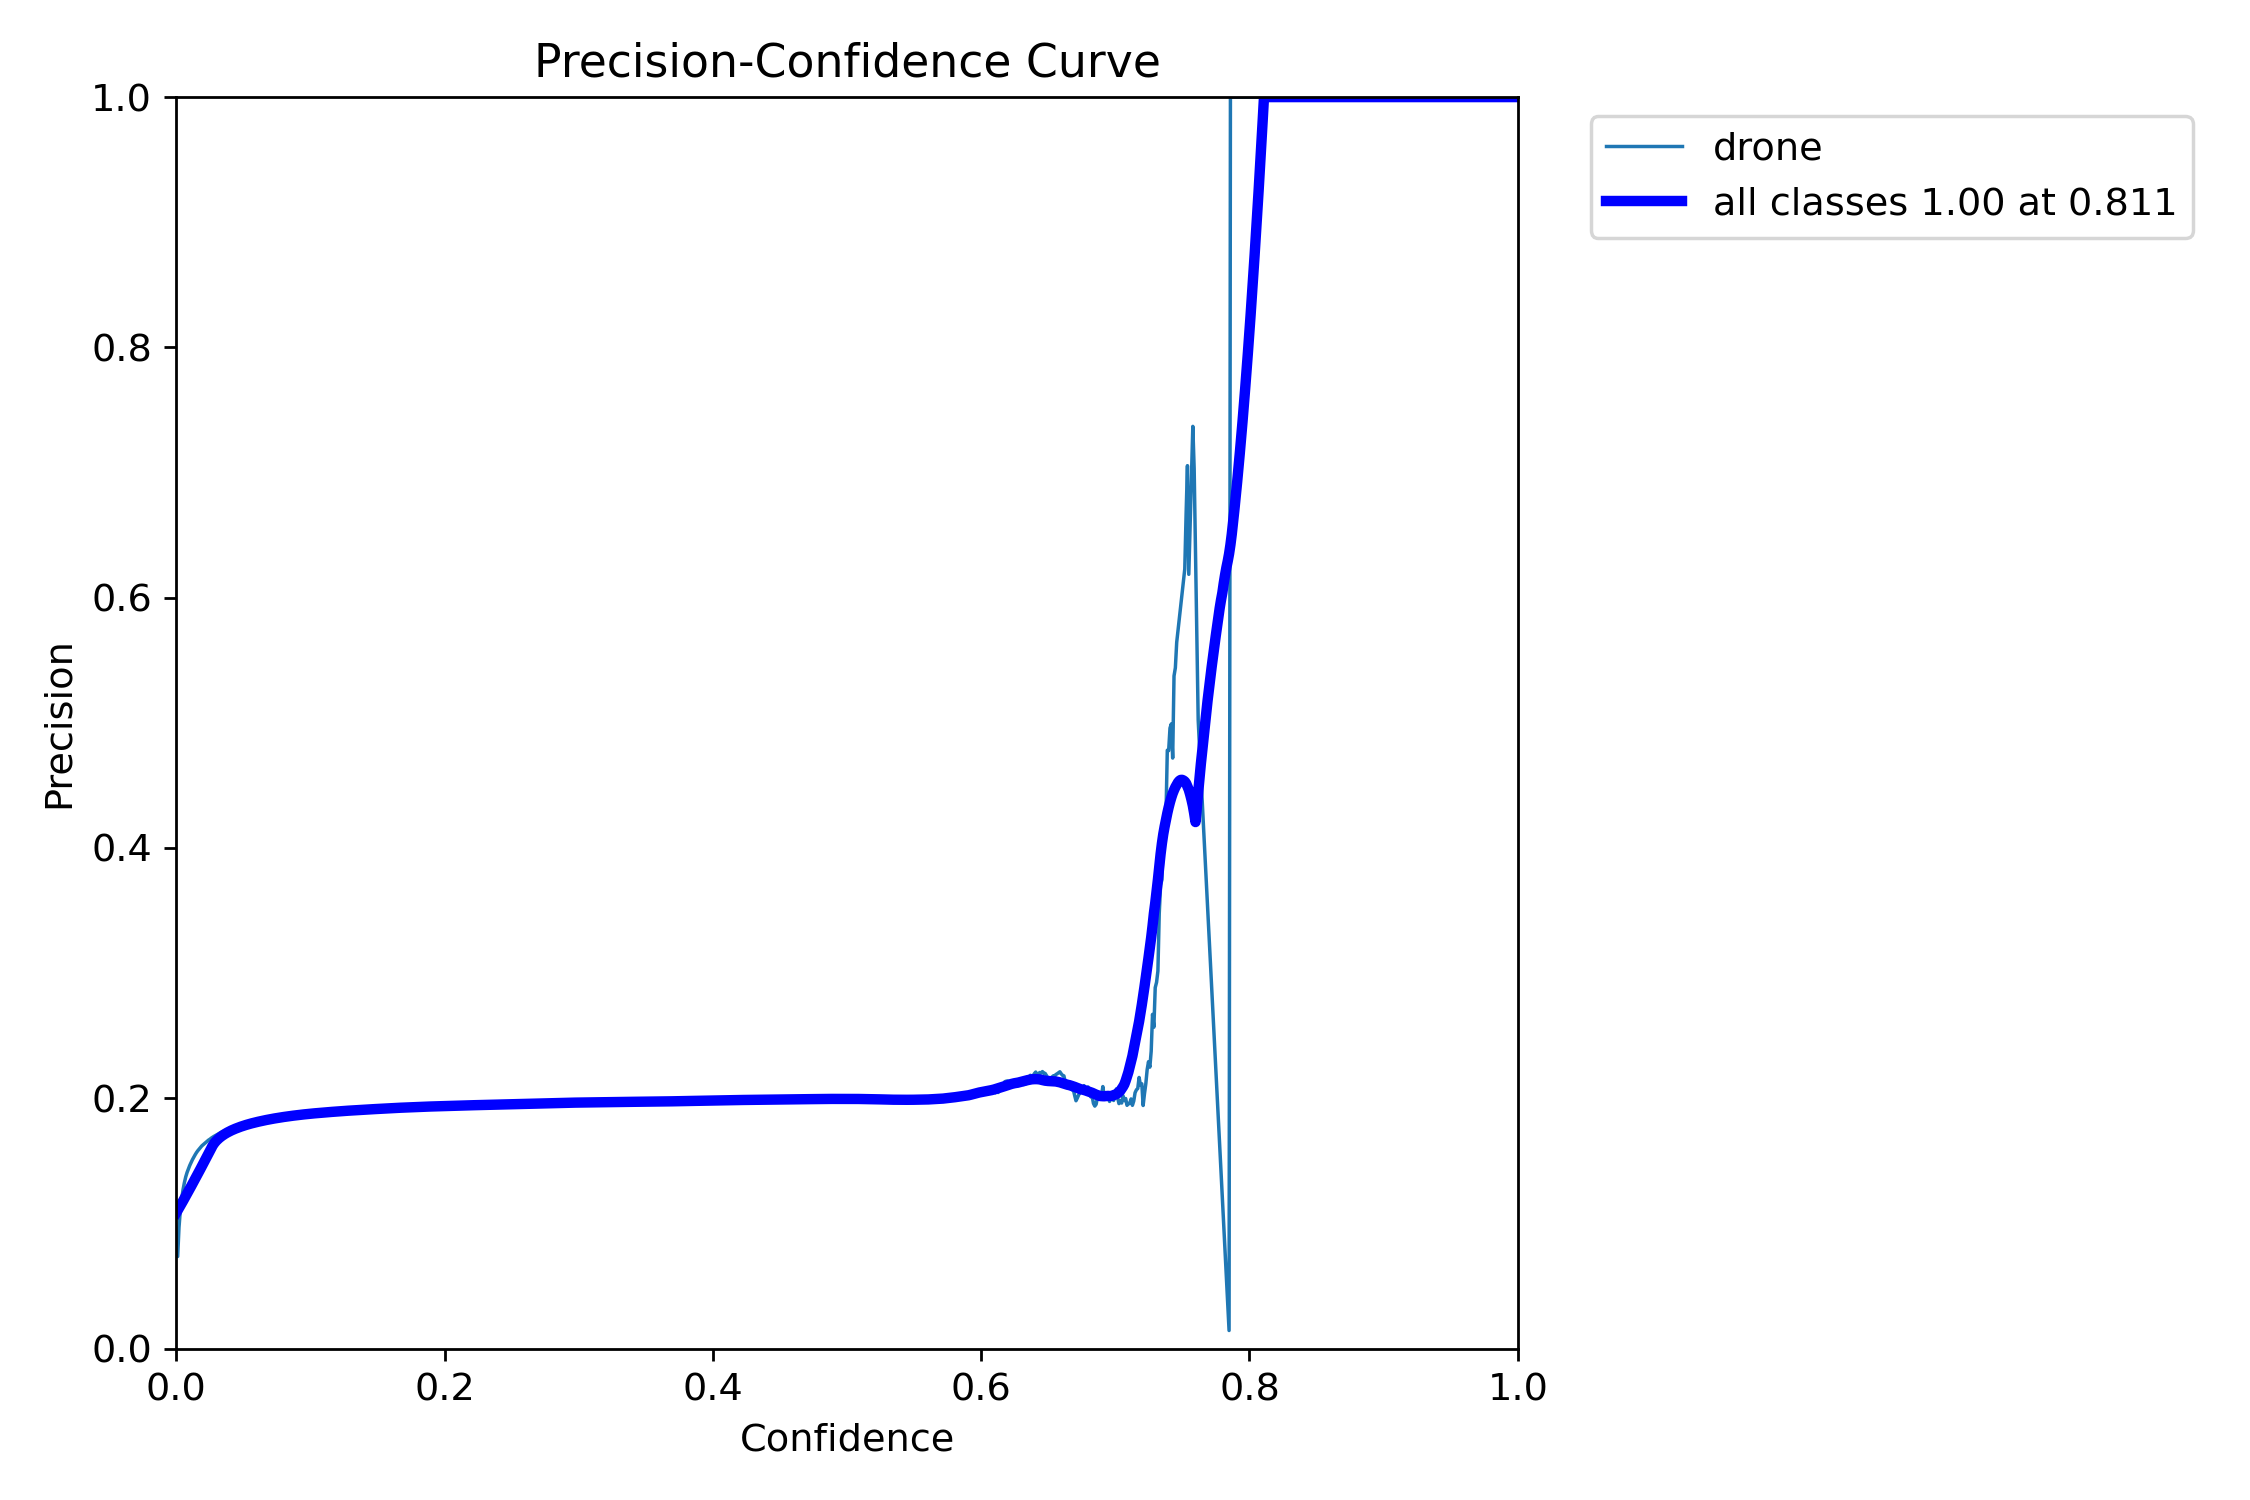 Precision-Confidence Curve
1.0
0.8
0.6
0.4
0.2
0.0
Precision
0.0 0.2 0.4 0.6 0.8 1.0
Confidence
drone
all classes 1.00 at 0.811